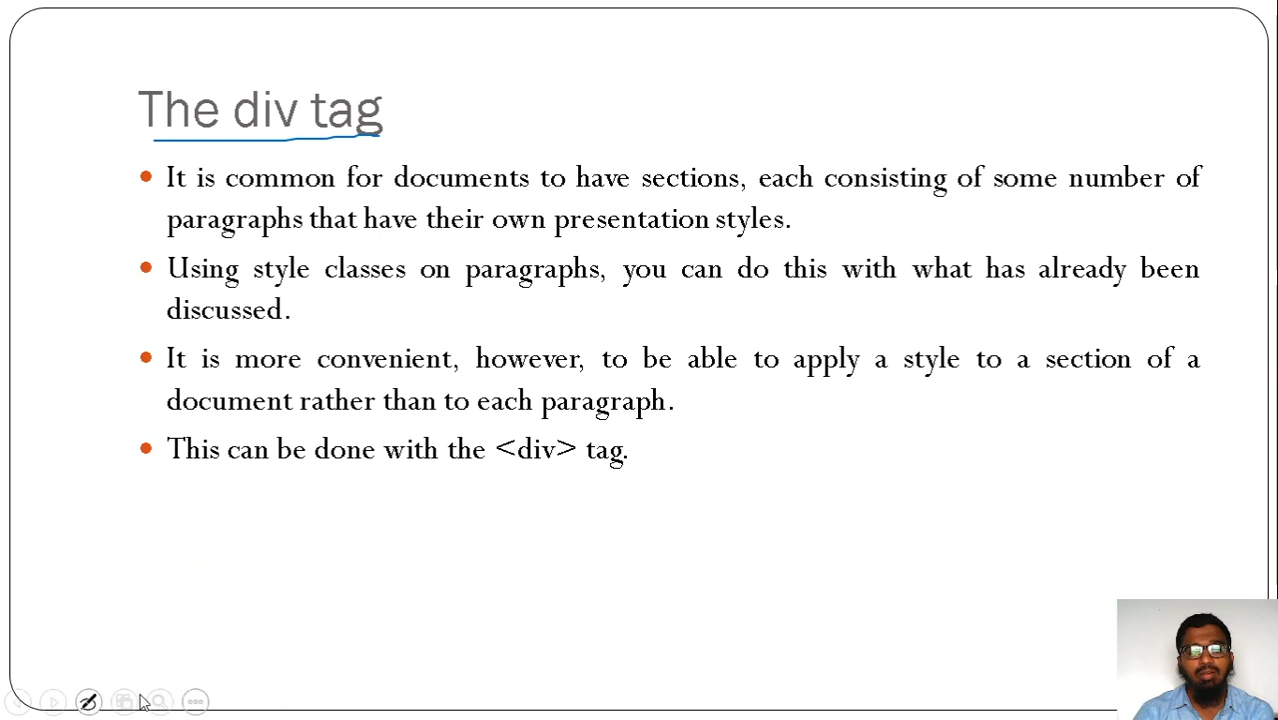 The div tag
It is common for documents to have sections, each consisting of some number of
paragraphs that have their own presentation styles.
Using style classes on paragraphs, you can do this with what has already been
discussed.
It is more convenient, however, to be able to apply a style to a section of a
document rather than to each paragraph.
This can be done with the <div> tag.